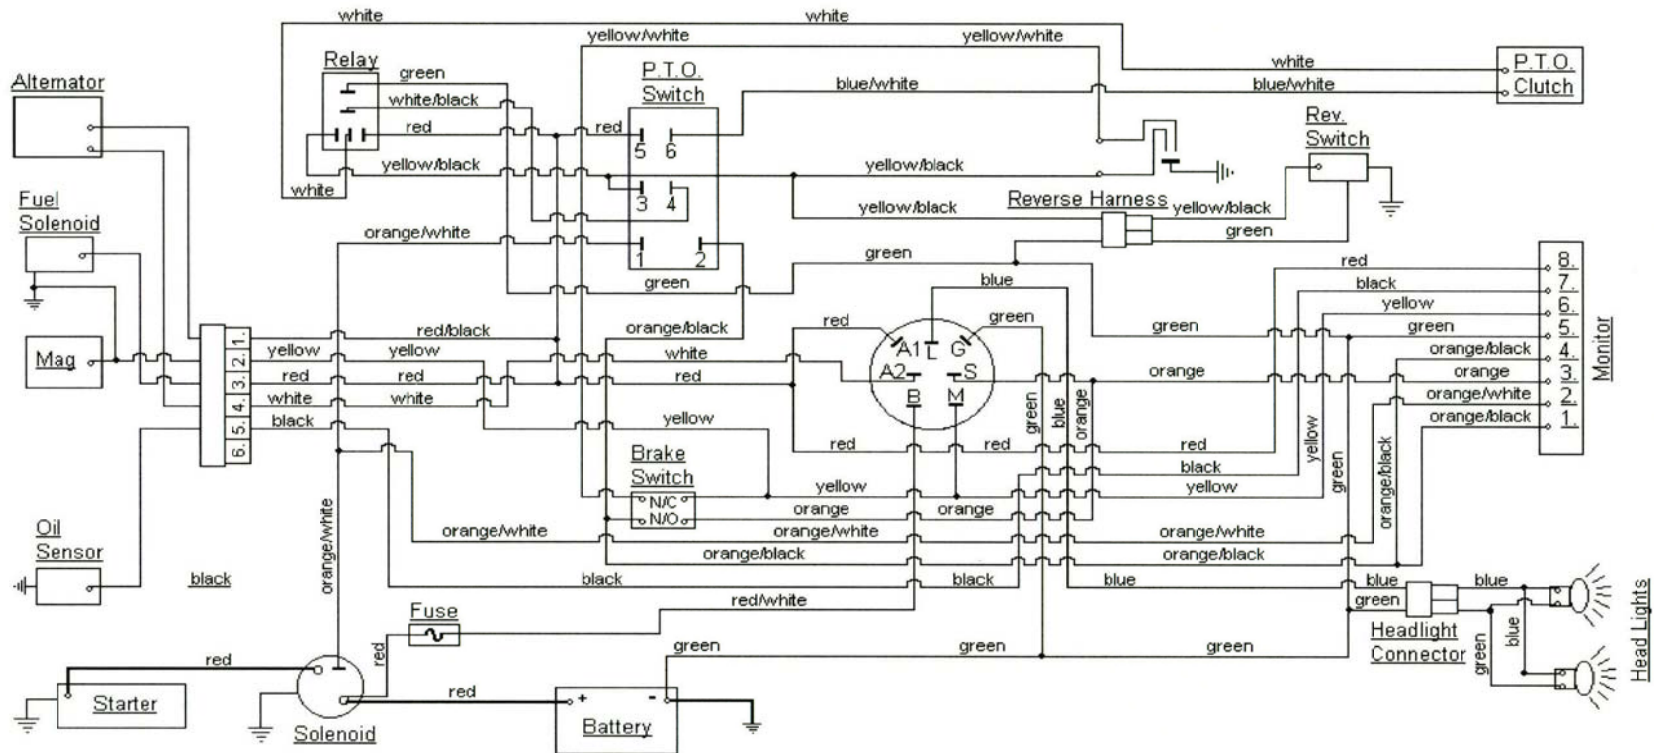 white white
yellow/white yellow/white
Relay
P.T.O.
Switch
white
P.T.O.
Clutch
Alternator
green
white/black
blue/white blue/white
Rev.
Switch
red red
5 6
yellow/black yellow/black
white
3 4
Reverse Harness
yellow/black yellow/black
green
Fuel
Solenoid
orange/white
1 2
green
green
blue
red 8.
black 7.
yellow 6.
green green 5.
orange/black 4.
orange orange 3.
orange/white 2.
orange/black 1.
Monitor
red green
A1 L G
A2 S
B M
orange/black
white
red
Mag
red/black
1.
2. yellow yellow
3. red red
4. white white
5. black
6.
yellow
green
blue
orange
red red red
black
yellow
green
orange/black
Brake
Switch
N/C
N/O
yellow yellow
orange orange
orange/white orange/white orange/white
orange/black orange/black
orange/white
Oil
Sensor
black
black black
blue blue blue
green
Headlight
Connector
green
blue
Head Lights
Fuse
red/white
red
green green green
red
Starter
Solenoid
red
+ -
Battery